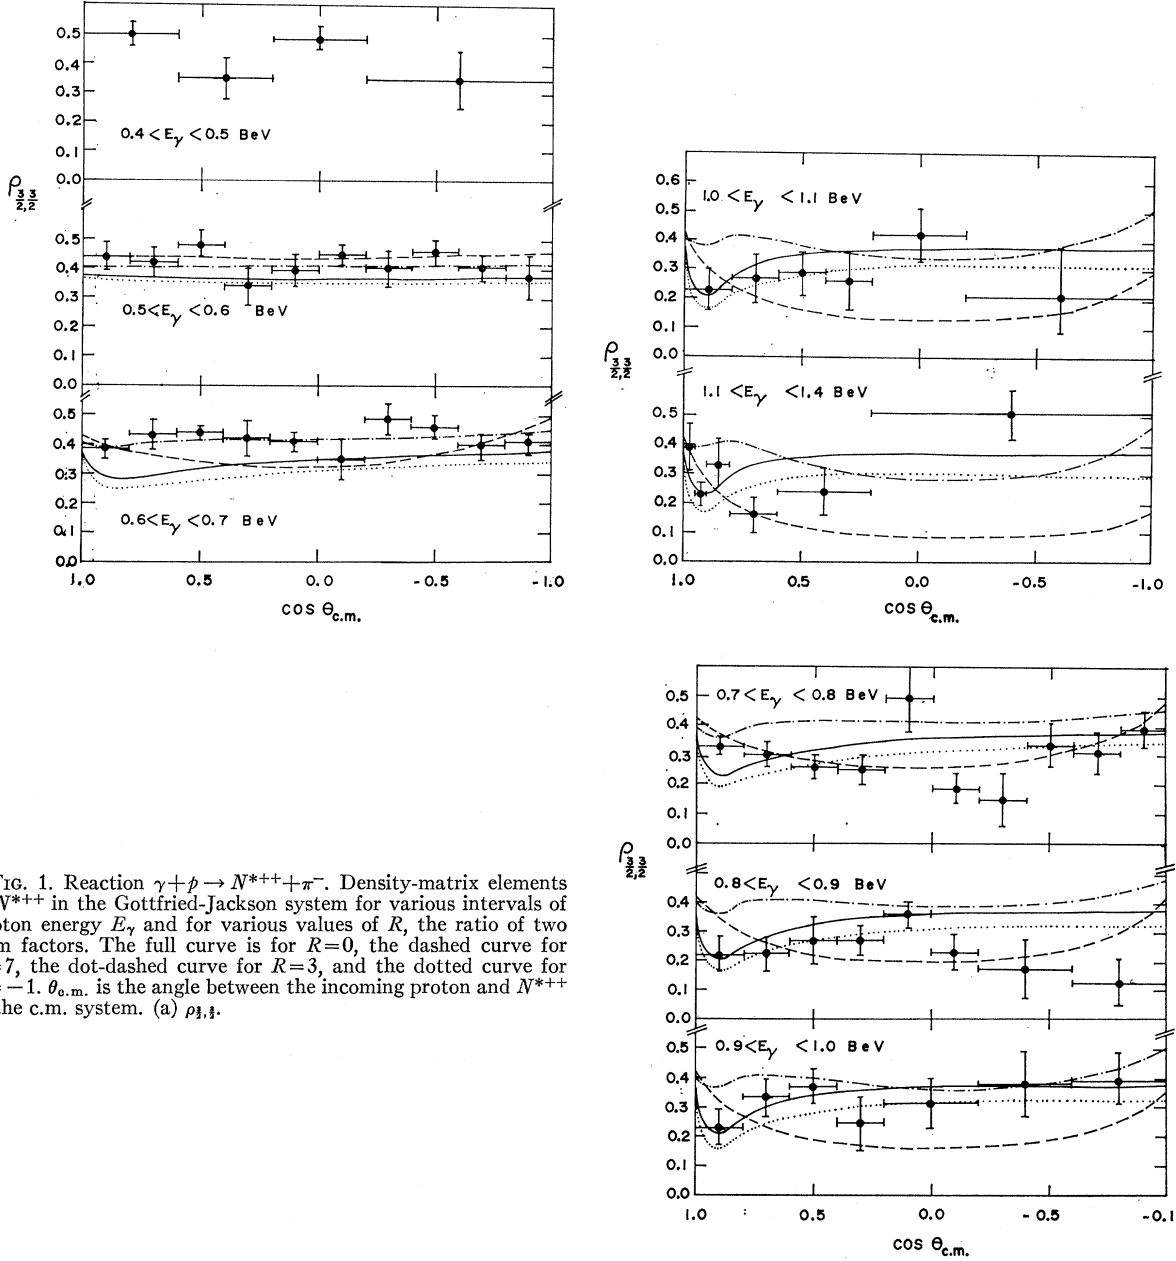 0.5
0.4
0.3
0.2
0.1
0.0
0.4 < Eγ < 0.5 BeV
ρ 3/2, 3/2
0.5
0.4
0.3
0.2
0.1
0.0
0.5 < Eγ < 0.6 BeV
0.5
0.4
0.3
0.2
0.1
0.0
0.6 < Eγ < 0.7 BeV
1.0 0.5 0.0 -0.5 -1.0
COS θc.m.
0.6
0.5
0.4
0.3
0.2
0.1
0.0
1.0 < Eγ < 1.1 BeV
ρ 3/2, 3/2
0.5
0.4
0.3
0.2
0.1
0.0
1.1 < Eγ < 1.4 BeV
1.0 0.5 0.0 -0.5 -1.0
COS θc.m.
0.5
0.4
0.3
0.2
0.1
0.0
0.7 < Eγ < 0.8 BeV
ρ 3/2, 3/2
0.4
0.3
0.2
0.1
0.0
0.8 < Eγ < 0.9 BeV
0.5
0.4
0.3
0.2
0.1
0.0
0.9 < Eγ < 1.0 BeV
1.0 0.5 0.0 -0.5 -0.1
COS θc.m.
IG. 1. Reaction γ+p → N*++ + π−. Density-matrix elements
N*++ in the Gottfried-Jackson system for various intervals of
oton energy Eγ and for various values of R, the ratio of two
m factors. The full curve is for R=0, the dashed curve for
=7, the dot-dashed curve for R=3, and the dotted curve for
= −1. θc.m. is the angle between the incoming proton and N*++
he c.m. system. (a) ρ3/2,3/2.